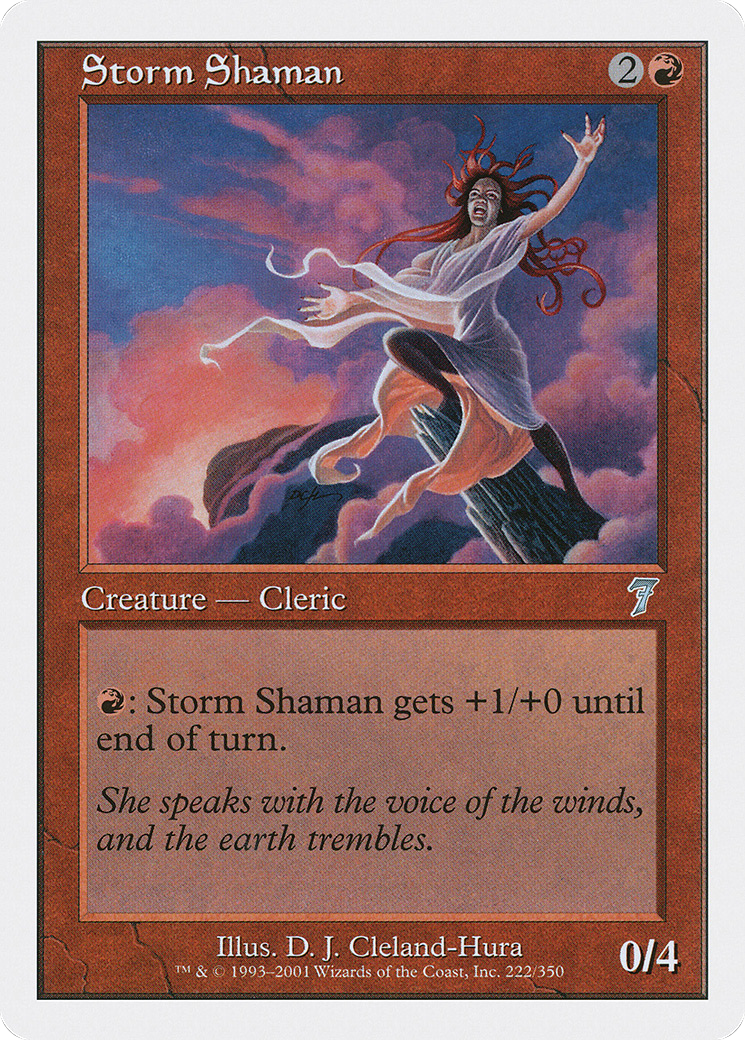 Storm Shaman
2
Creature — Cleric
7
: Storm Shaman gets +1/+0 until
end of turn.
She speaks with the voice of the winds,
and the earth trembles.
Illus. D. J. Cleland-Hura
™ & © 1993–2001 Wizards of the Coast, Inc. 222/350
0/4